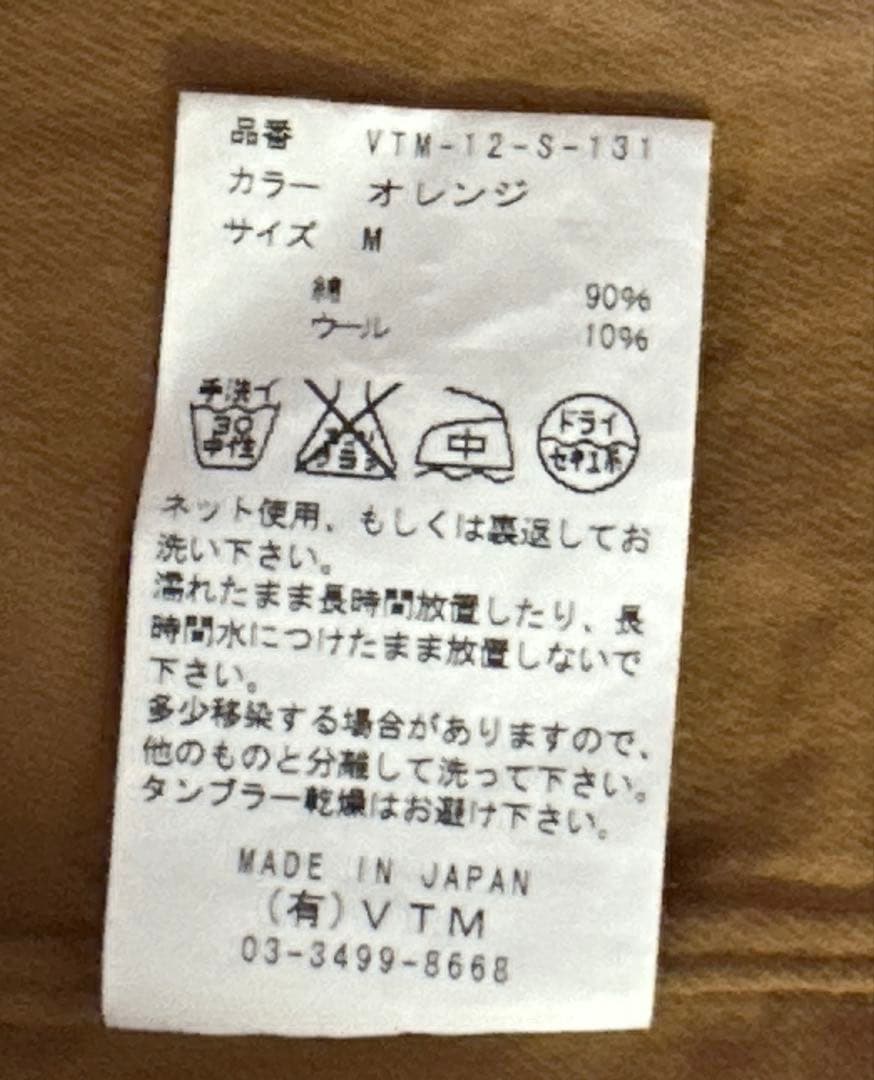 品番 VTM-12-S-131
カラー オレンジ
サイズ M
綿 90%
ウール 10%
手洗イ
30
中性
エンソ
サラシ
中
ドライ
セキユ系
ネット使用、もしくは裏返してお
洗い下さい。
濡れたまま長時間放置したり、長
時間水につけたまま放置しないで
下さい。
多少移染する場合がありますので、
他のものと分離して洗って下さい。
タンブラー乾燥はお避け下さい。
MADE IN JAPAN
(有)VTM
03-3499-8668